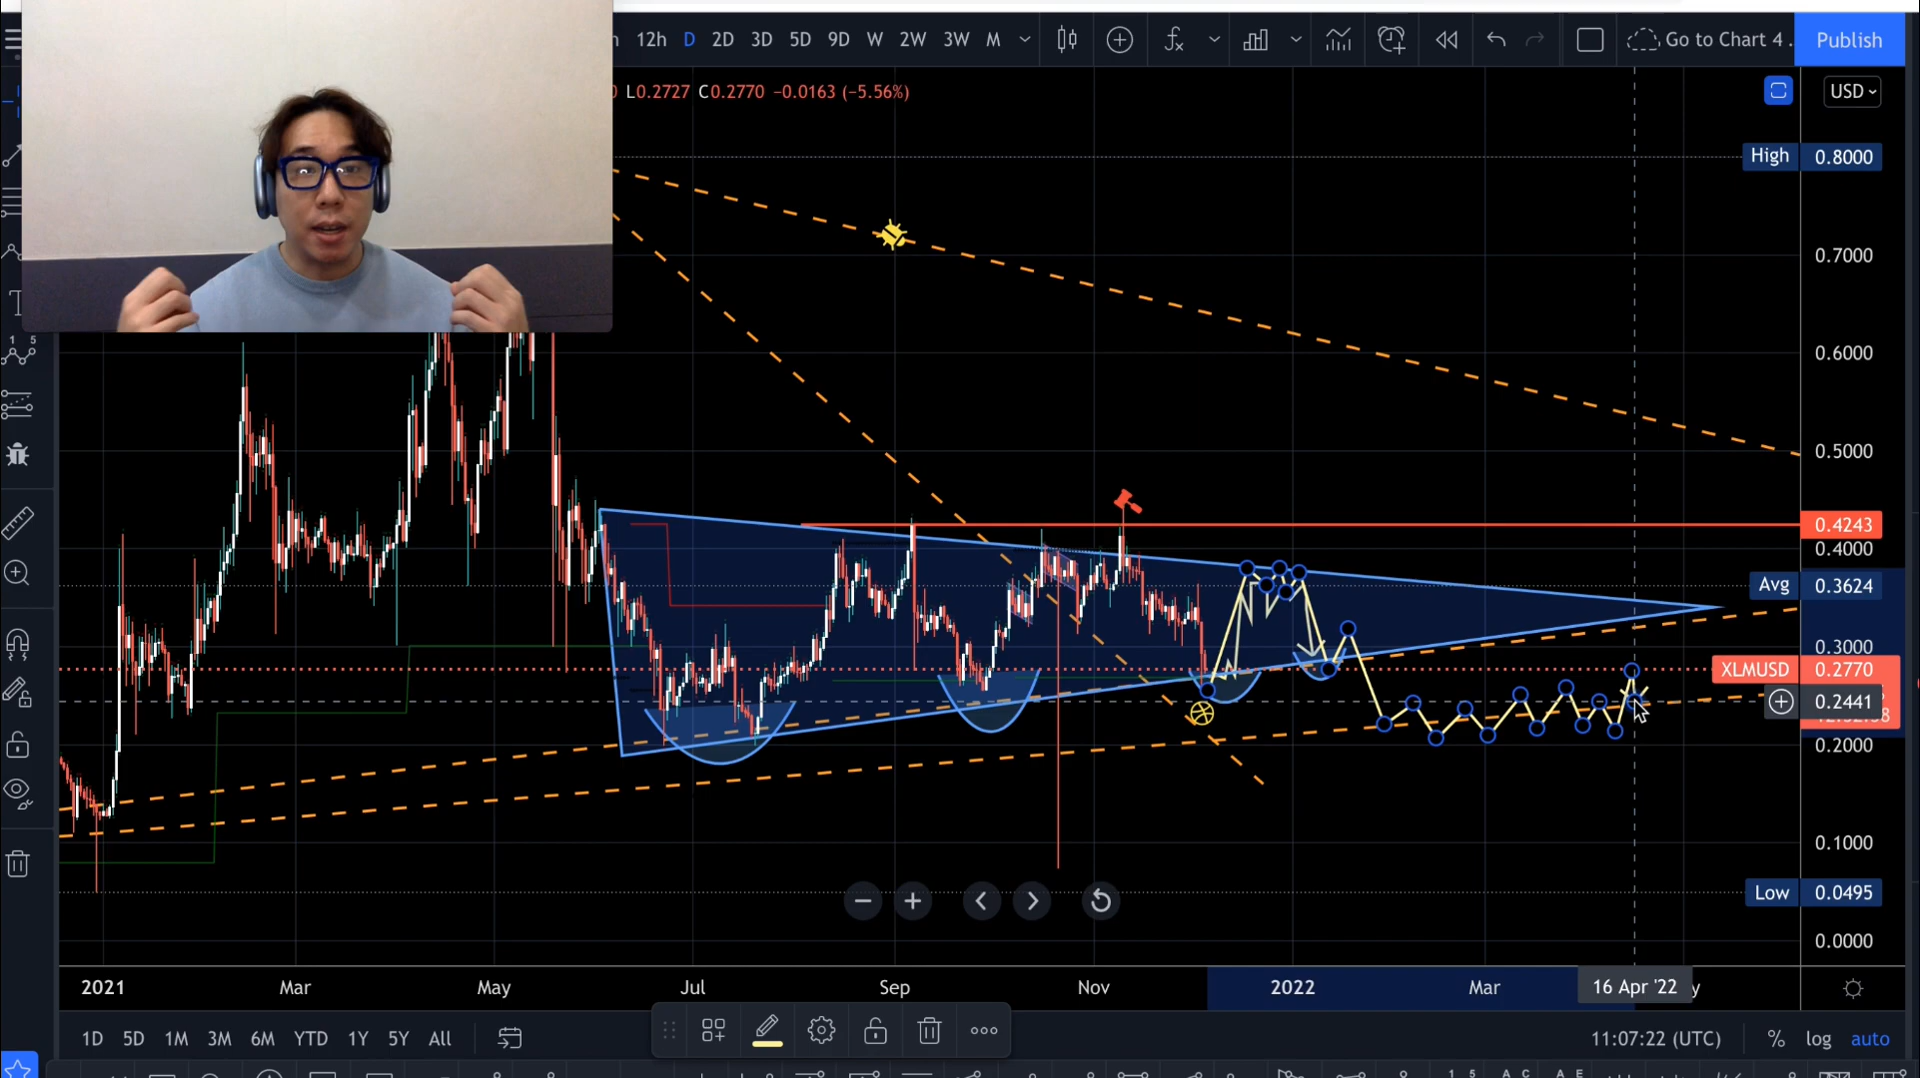 12h D 2D 3D 5D 9D W 2W 3W M
Go to Chart 4 .
Publish
L0.2727 C0.2770 −0.0163 (−5.56%)
USD
High 0.8000
0.7000
0.6000
0.5000
0.4243
0.4000
Avg 0.3624
0.3000
XLMUSD 0.2770
0.2441
0.2000
0.1000
Low 0.0495
0.0000
2021 Mar May Jul Sep Nov 2022 Mar 16 Apr '22 y
1D 5D 1M 3M 6M YTD 1Y 5Y All
11:07:22 (UTC) % log auto